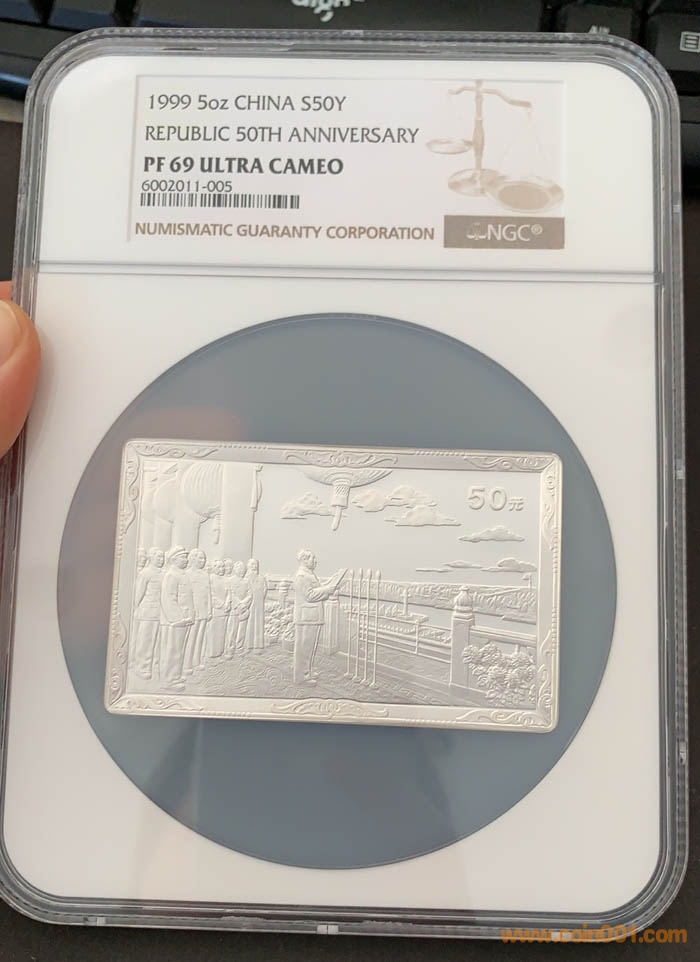 1999 5oz CHINA S50Y
REPUBLIC 50TH ANNIVERSARY
PF 69 ULTRA CAMEO
6002011-005
NUMISMATIC GUARANTY CORPORATION
NGC®
50元
www.coin001.com